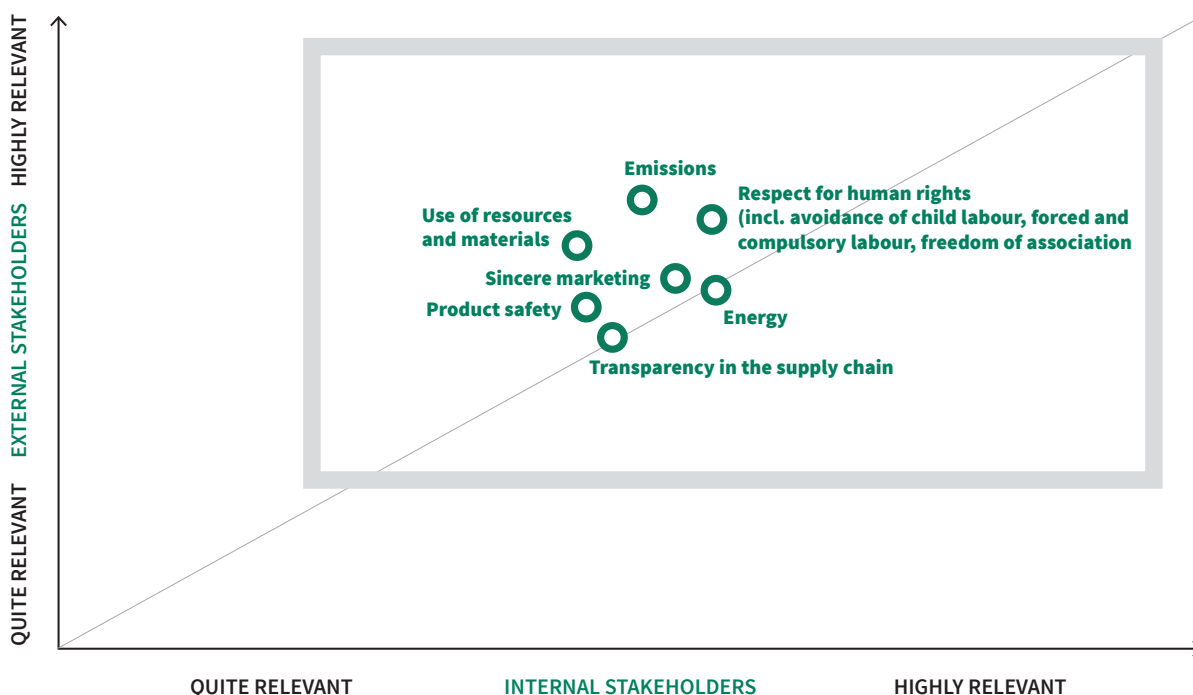 HIGHLY RELEVANT
EXTERNAL STAKEHOLDERS
QUITE RELEVANT
Emissions
Respect for human rights
(incl. avoidance of child labour, forced and
compulsory labour, freedom of association
Use of resources
and materials
Sincere marketing
Product safety
Energy
Transparency in the supply chain
QUITE RELEVANT
INTERNAL STAKEHOLDERS
HIGHLY RELEVANT